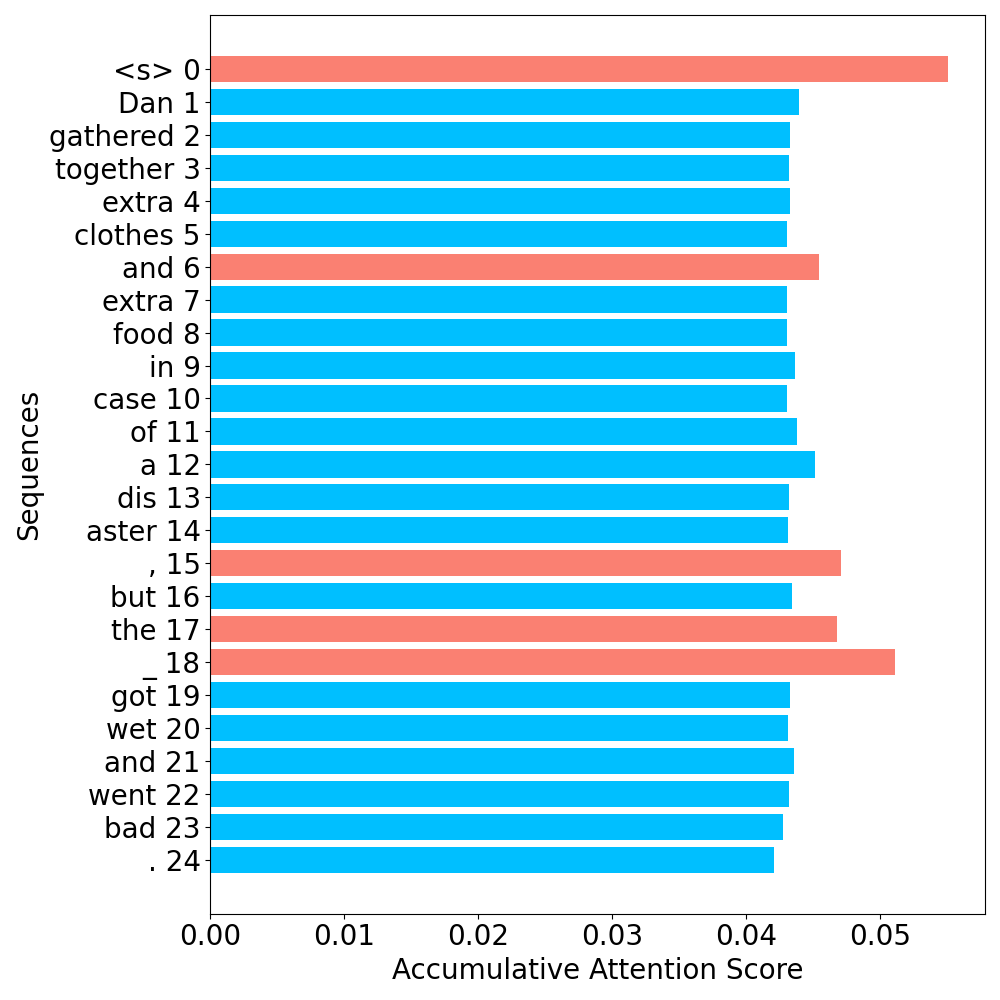 <s> 0
Dan 1
gathered 2
together 3
extra 4
clothes 5
and 6
extra 7
food 8
in 9
case 10
of 11
a 12
dis 13
aster 14
, 15
but 16
the 17
_ 18
got 19
wet 20
and 21
went 22
bad 23
. 24
Sequences
0.00 0.01 0.02 0.03 0.04 0.05
Accumulative Attention Score